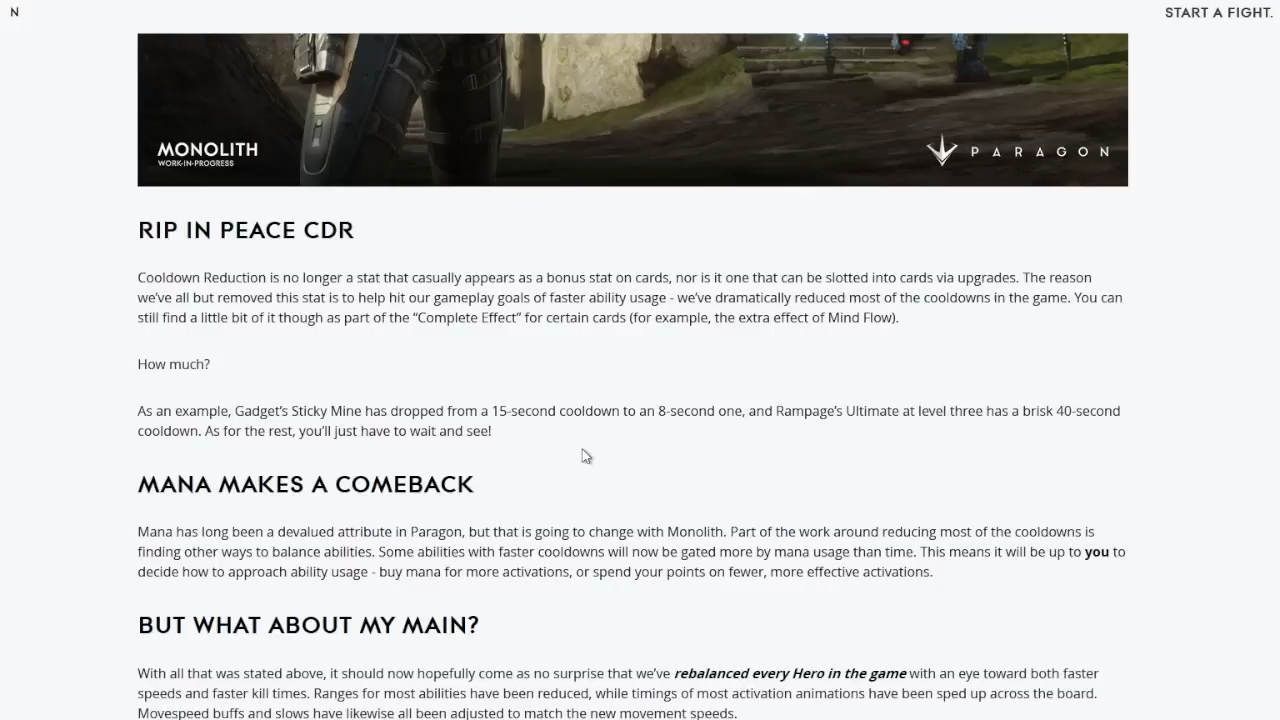 N
START A FIGHT.
MONOLITH
WORK-IN-PROGRESS
PARAGON
RIP IN PEACE CDR
Cooldown Reduction is no longer a stat that casually appears as a bonus stat on cards, nor is it one that can be slotted into cards via upgrades. The reason
we've all but removed this stat is to help hit our gameplay goals of faster ability usage - we've dramatically reduced most of the cooldowns in the game. You can
still find a little bit of it though as part of the “Complete Effect” for certain cards (for example, the extra effect of Mind Flow).
How much?
As an example, Gadget's Sticky Mine has dropped from a 15-second cooldown to an 8-second one, and Rampage's Ultimate at level three has a brisk 40-second
cooldown. As for the rest, you'll just have to wait and see!
MANA MAKES A COMEBACK
Mana has long been a devalued attribute in Paragon, but that is going to change with Monolith. Part of the work around reducing most of the cooldowns is
finding other ways to balance abilities. Some abilities with faster cooldowns will now be gated more by mana usage than time. This means it will be up to you to
decide how to approach ability usage - buy mana for more activations, or spend your points on fewer, more effective activations.
BUT WHAT ABOUT MY MAIN?
With all that was stated above, it should now hopefully come as no surprise that we've rebalanced every Hero in the game with an eye toward both faster
speeds and faster kill times. Ranges for most abilities have been reduced, while timings of most activation animations have been sped up across the board.
Movespeed buffs and slows have likewise all been adjusted to match the new movement speeds.